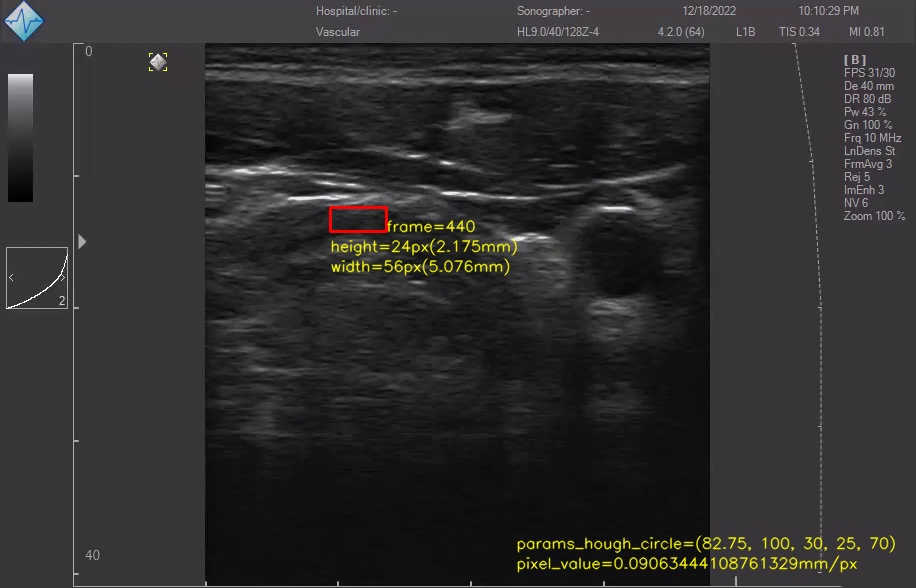 Hospital/clinic: - Sonographer: - 12/18/2022 10:10:29 PM
Vascular HL9.0/40/128Z-4 4.2.0 (64) L1B TIS 0.34 MI 0.81
0
[ B ]
FPS 31/30
De 40 mm
DR 80 dB
Pw 43 %
Gn 100 %
Frq 10 MHz
LnDens St
FrmAvg 3
Rej 5
ImEnh 3
NV 6
Zoom 100 %
frame=440
height=24px(2.175mm)
width=56px(5.076mm)
2
params_hough_circle=(82.75, 100, 30, 25, 70)
40
pixel_value=0.09063444108761329mm/px